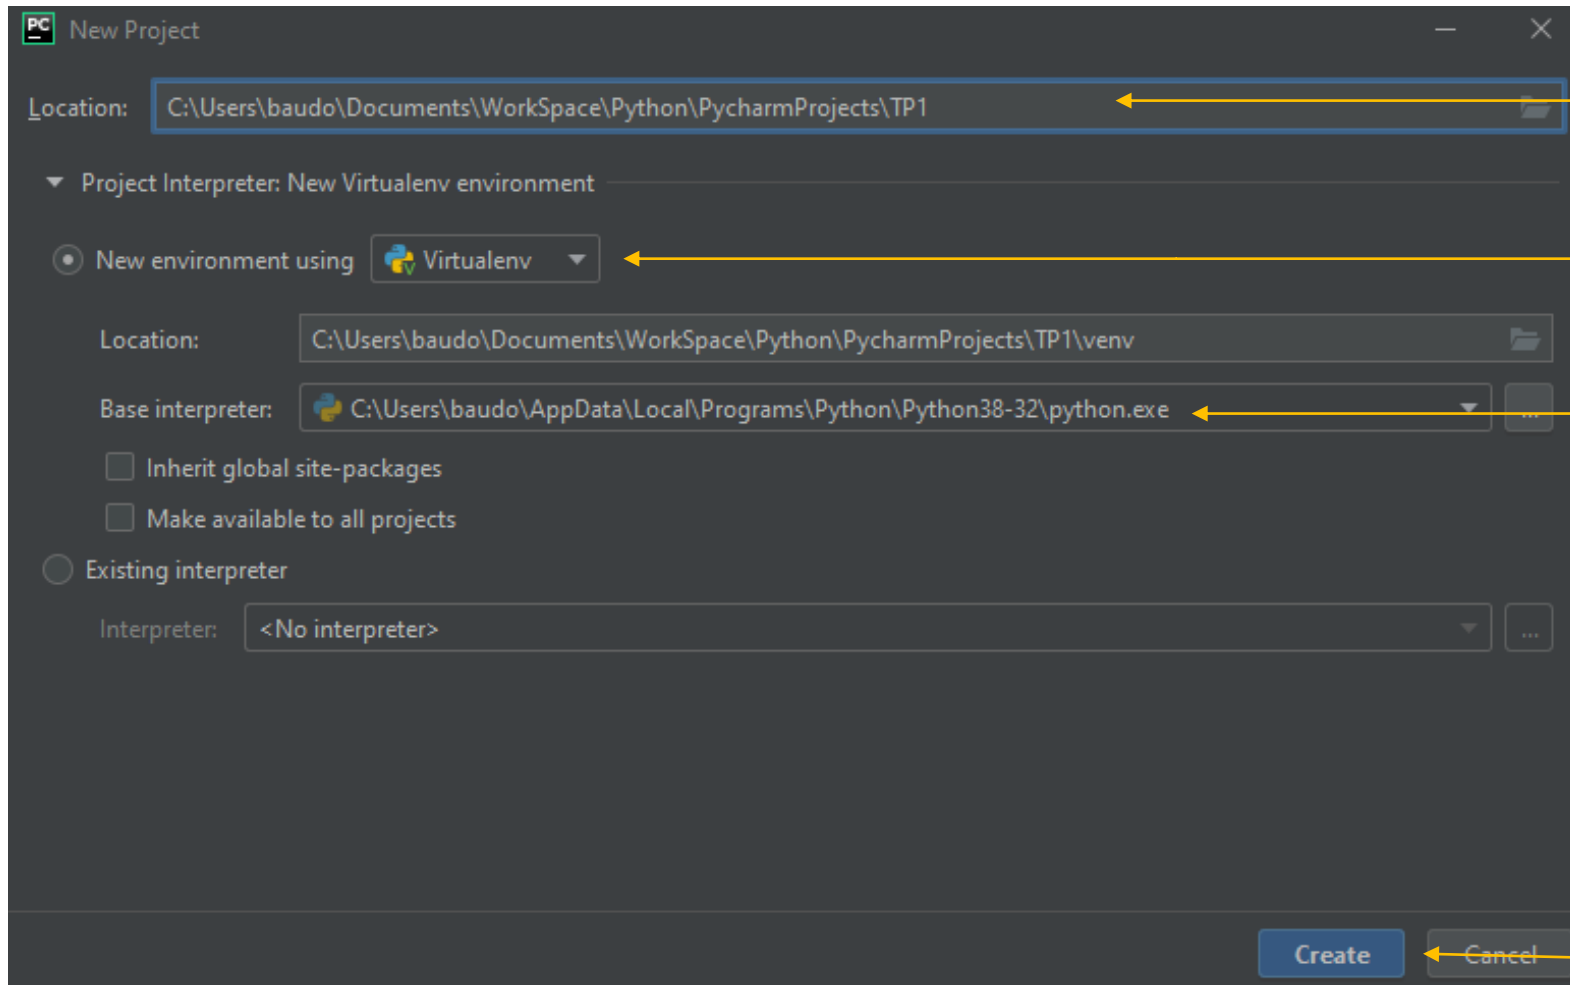 PC New Project
Location: C:\Users\baudo\Documents\WorkSpace\Python\PycharmProjects\TP1
Project Interpreter: New Virtualenv environment
New environment using Virtualenv
Location: C:\Users\baudo\Documents\WorkSpace\Python\PycharmProjects\TP1\venv
Base interpreter: C:\Users\baudo\AppData\Local\Programs\Python\Python38-32\python.exe ...
Inherit global site-packages
Make available to all projects
Existing interpreter
Interpreter: <No interpreter> ...
Create Cancel